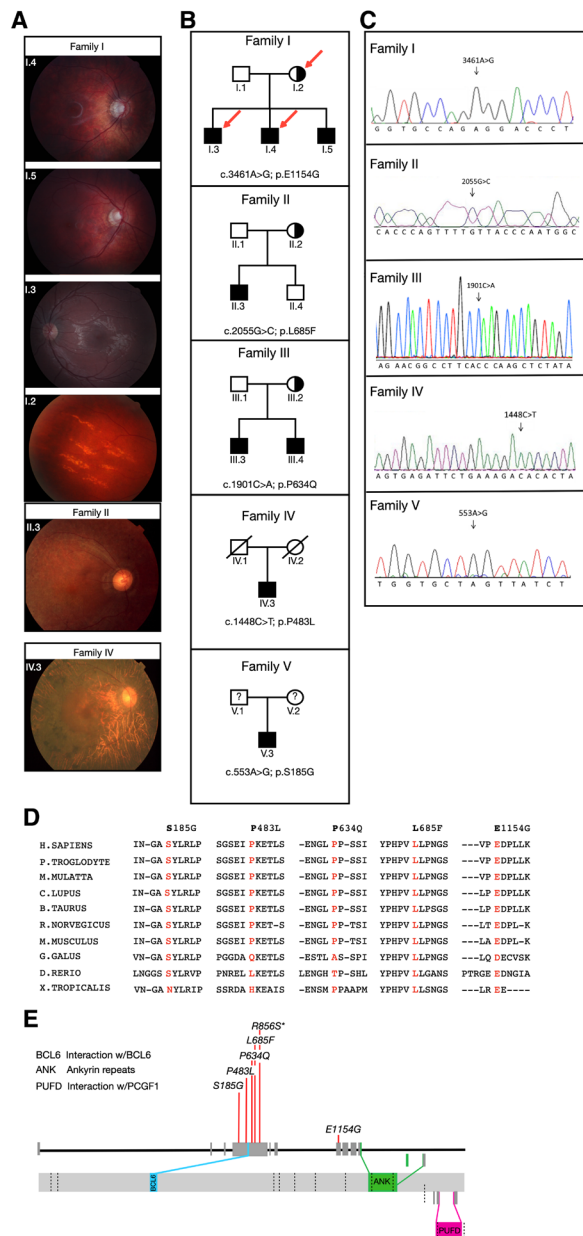 A
Family I
I.4
I.5
I.3
I.2
Family II
II.3
Family IV
IV.3
B
Family I
I.1
I.2
I.3
I.4
I.5
c.3461A>G; p.E1154G
Family II
II.1
II.2
II.3
II.4
c.2055G>C; p.L685F
Family III
III.1
III.2
III.3
III.4
c.1901C>A; p.P634Q
Family IV
IV.1
IV.2
IV.3
c.1448C>T; p.P483L
Family V
?
?
V.1
V.2
V.3
c.553A>G; p.S185G
C
Family I
3461A>G
G G T G C C A G A G G A C C C T
Family II
2055G>C
C A C C C A G T T T T G T T A C C C A A T G G C
Family III
1901C>A
A G A A C G G C C T T C A C C C A A G C T C T A T A
Family IV
1448C>T
A G T G A G A T T C T G A A A G A C A C A C T A
Family V
553A>G
T G G T G C T A G T T A T C T
D
S185G P483L P634Q L685F E1154G
H.SAPIENS IN-GA SYLRLP SGSEI PKETLS -ENGL PP-SSI YPHPV LLPNGS ---VP EDPLLK
P.TROGLODYTE IN-GA SYLRLP SGSEI PKETLS -ENGL PP-SSI YPHPV LLPNGS ---VP EDPLLK
M.MULATTA IN-GA SYLRLP SGSEI PKETLS -ENGL PP-SSI YPHPV LLPNGS ---VP EDPLLK
C.LUPUS IN-GA SYLRLP SGSEI PKETLS -ENGL PP-SSI YPHPV LLPNGS ---VP EDPLLK
B.TAURUS IN-GA SYLRLP SGSEI PKETLS -ENGL PP-SSI YPHPV LLPSGS ---VP EDPLLK
R.NORVEGICUS IN-GA SYLRLP SGSEI PKET-S -ENGL PP-TSI YPHPV LLPNGS ---LT EDPL-K
M.MUSCULUS IN-GA SYLRLP SGSEI PKETLS -ENGL PP-TSI YPHPV LLPNGS ---LT EDPL-K
G.GALUS VN-GA SYLRLP PGGDA QKETLS -ESTL AS-SPI YPHPV LLPNGS ---LQ DECVSK
D.RERIO LNGGS SYLRVP PNREL LKETLS LENGH TP-SHL YPHPV LLGANS PTRGE EDNGIA
X.TROPICALIS VN-GA NYLRIP SSRDA HKEAIS -ENSM PPAAPM YPHPV LLSNGS ---LR EE----
E
BCL6 Interaction w/BCL6
ANK Ankyrin repeats
PUFD Interaction w/PCGF1
R856S*
L685F
P634Q
P483L
S185G
E1154G
BCL6
ANK
PUFD